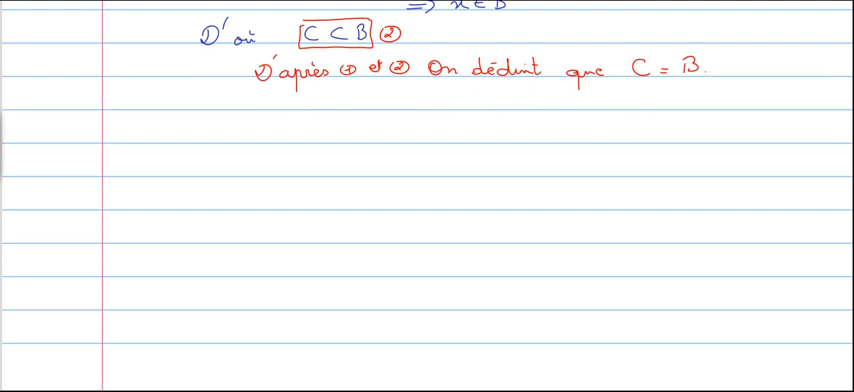 => x ∈ B
D'où C ⊂ B ②
D'après ① et ② On déduit que C = B.